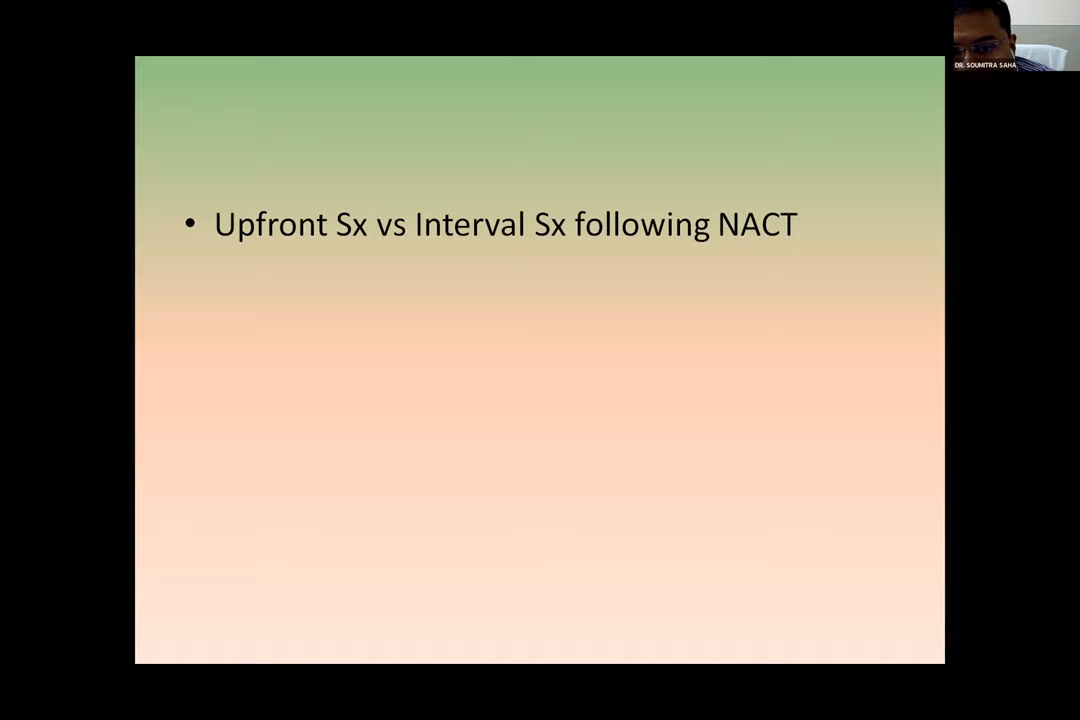 DR. SOUMITRA SAHA
• Upfront Sx vs Interval Sx following NACT